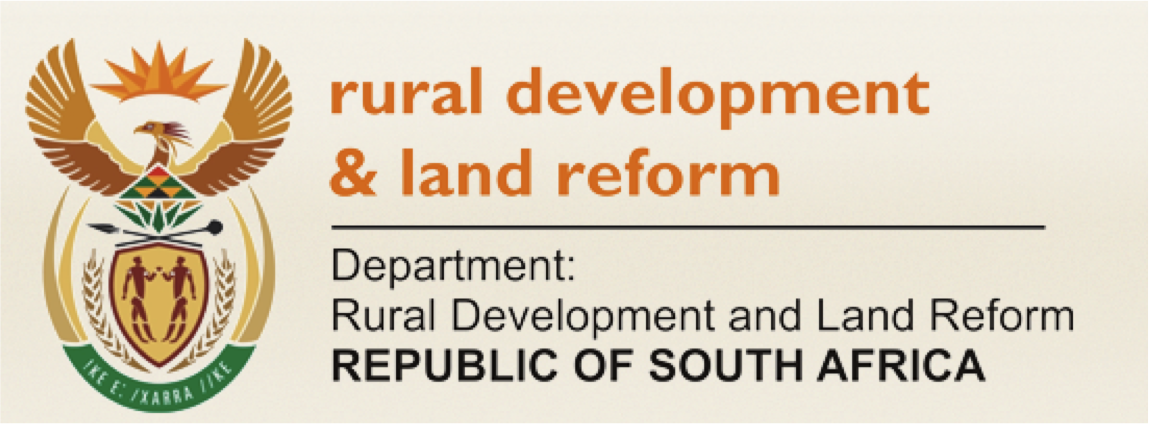 rural development
& land reform
Department:
Rural Development and Land Reform
REPUBLIC OF SOUTH AFRICA
!KE E: /XARRA //KE